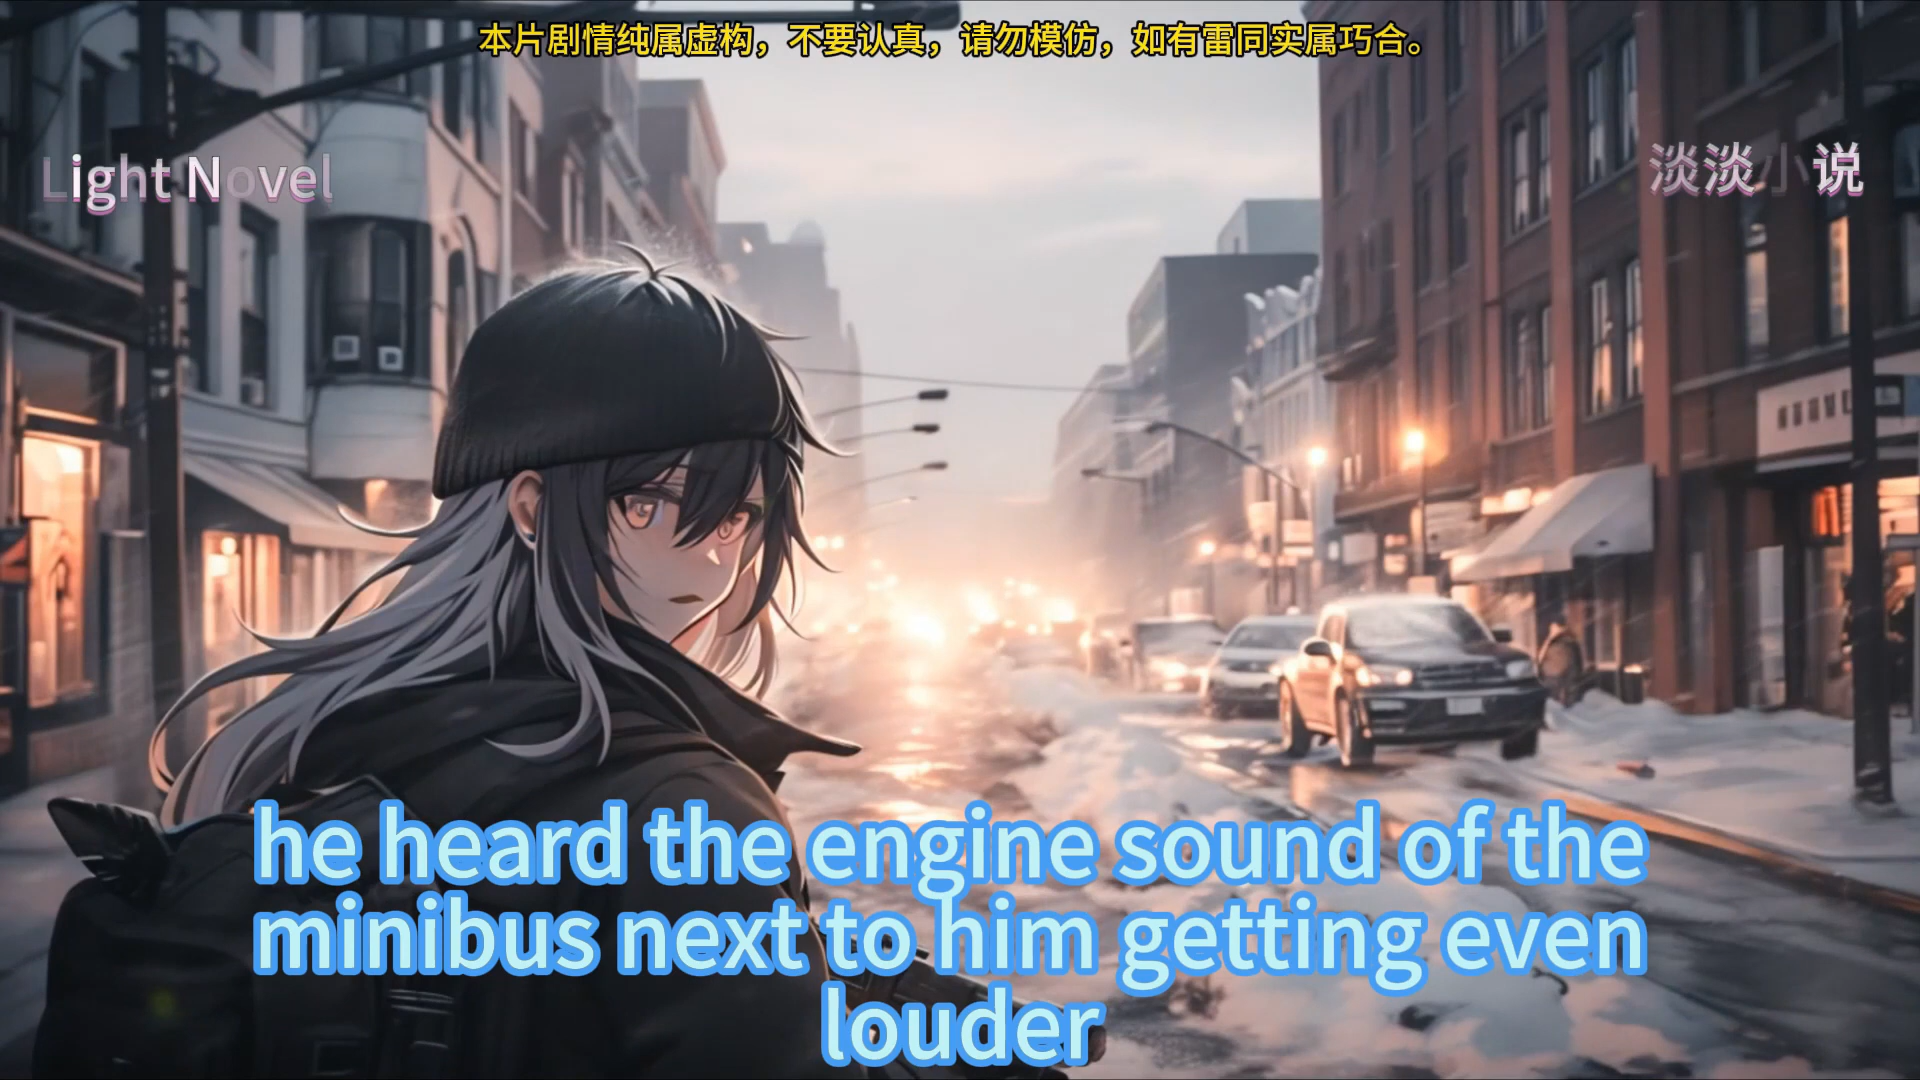 本片剧情纯属虚构，不要认真，请勿模仿，如有雷同实属巧合。
Light Novel
淡淡小说
he heard the engine sound of the
minibus next to him getting even
louder